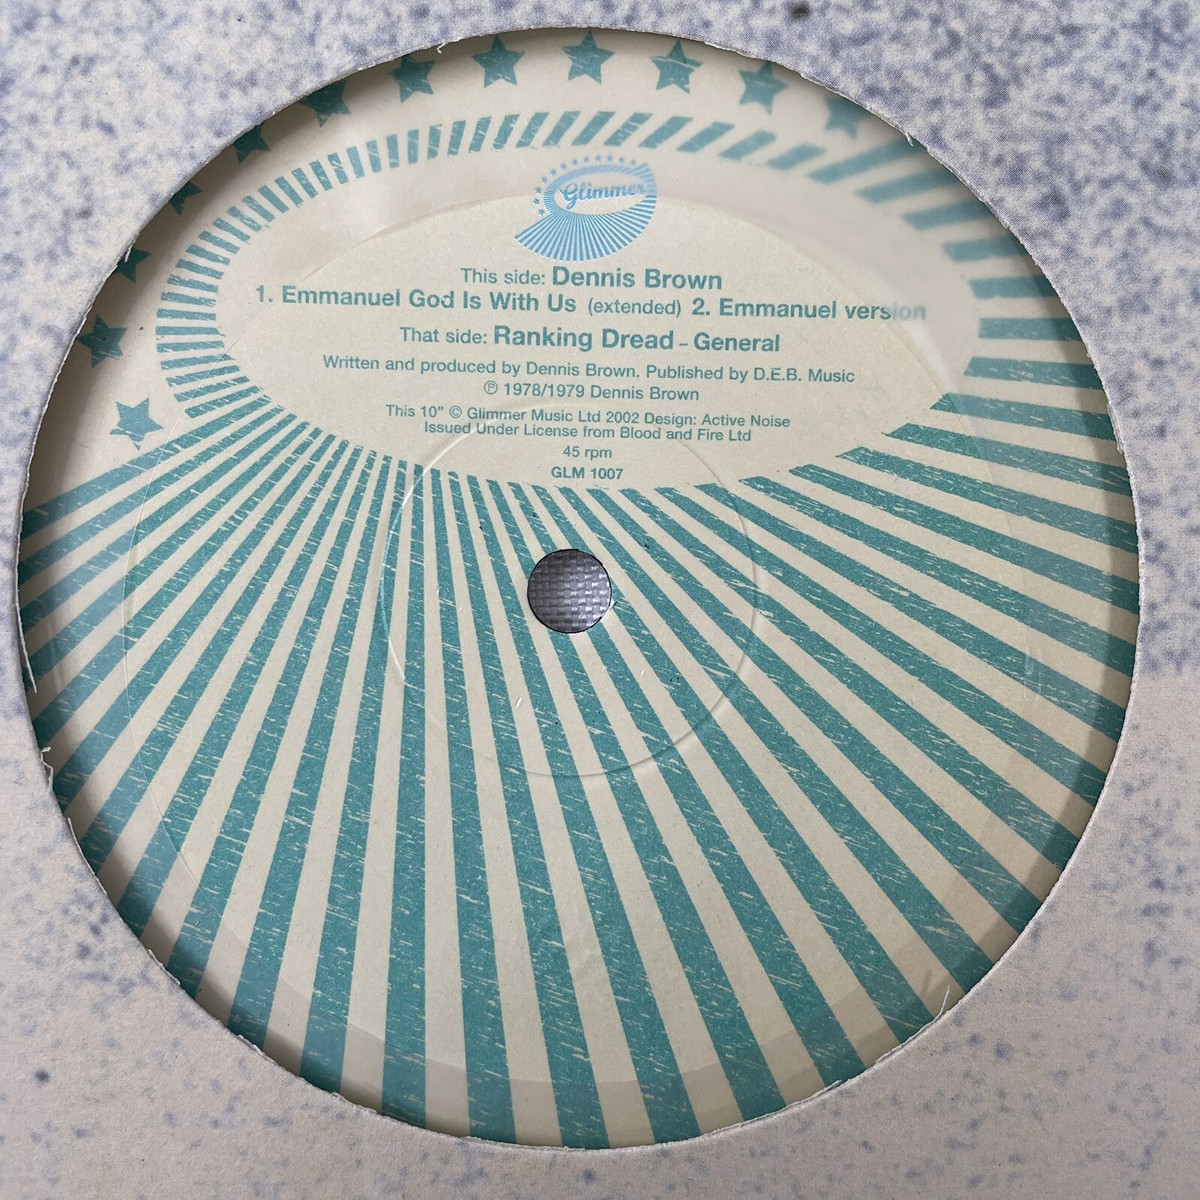 Glimmer
This side: Dennis Brown
1. Emmanuel God Is With Us (extended) 2. Emmanuel version
That side: Ranking Dread - General
Written and produced by Dennis Brown. Published by D.E.B. Music
℗ 1978/1979 Dennis Brown
This 10" © Glimmer Music Ltd 2002 Design: Active Noise
Issued Under License from Blood and Fire Ltd
45 rpm
GLM 1007